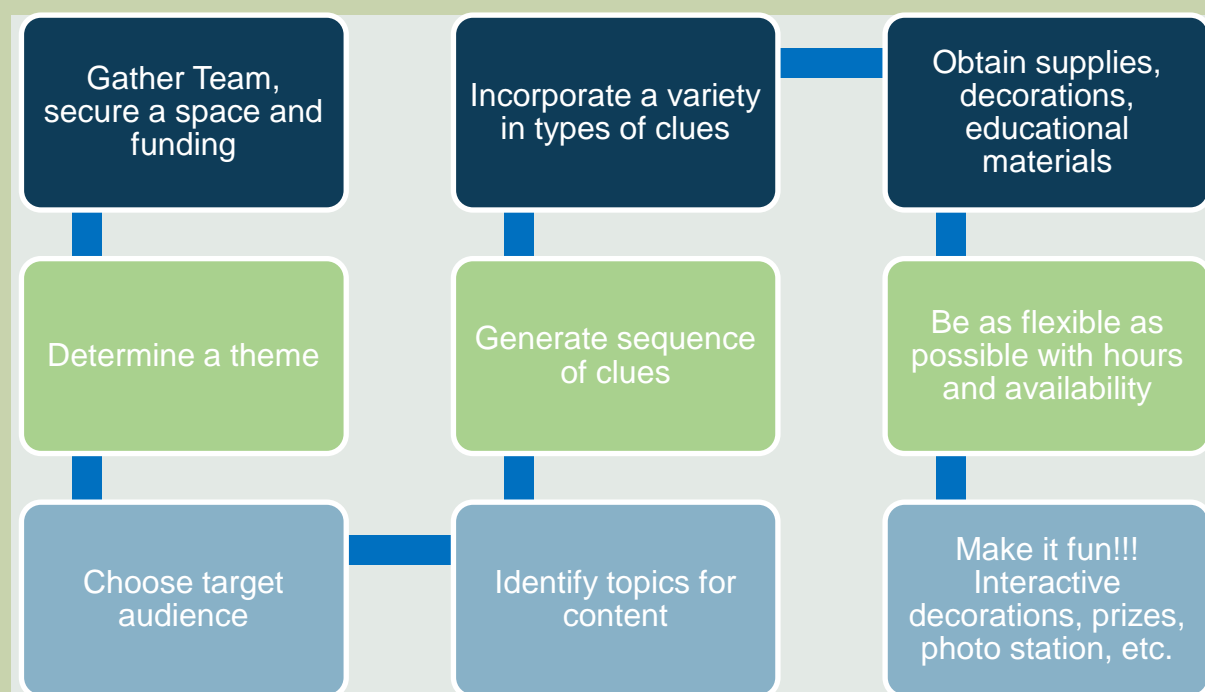 Gather Team,
secure a space and
funding
Determine a theme
Choose target
audience
Identify topics for
content
Generate sequence
of clues
Incorporate a variety
in types of clues
Obtain supplies,
decorations,
educational
materials
Be as flexible as
possible with hours
and availability
Make it fun!!!
Interactive
decorations, prizes,
photo station, etc.